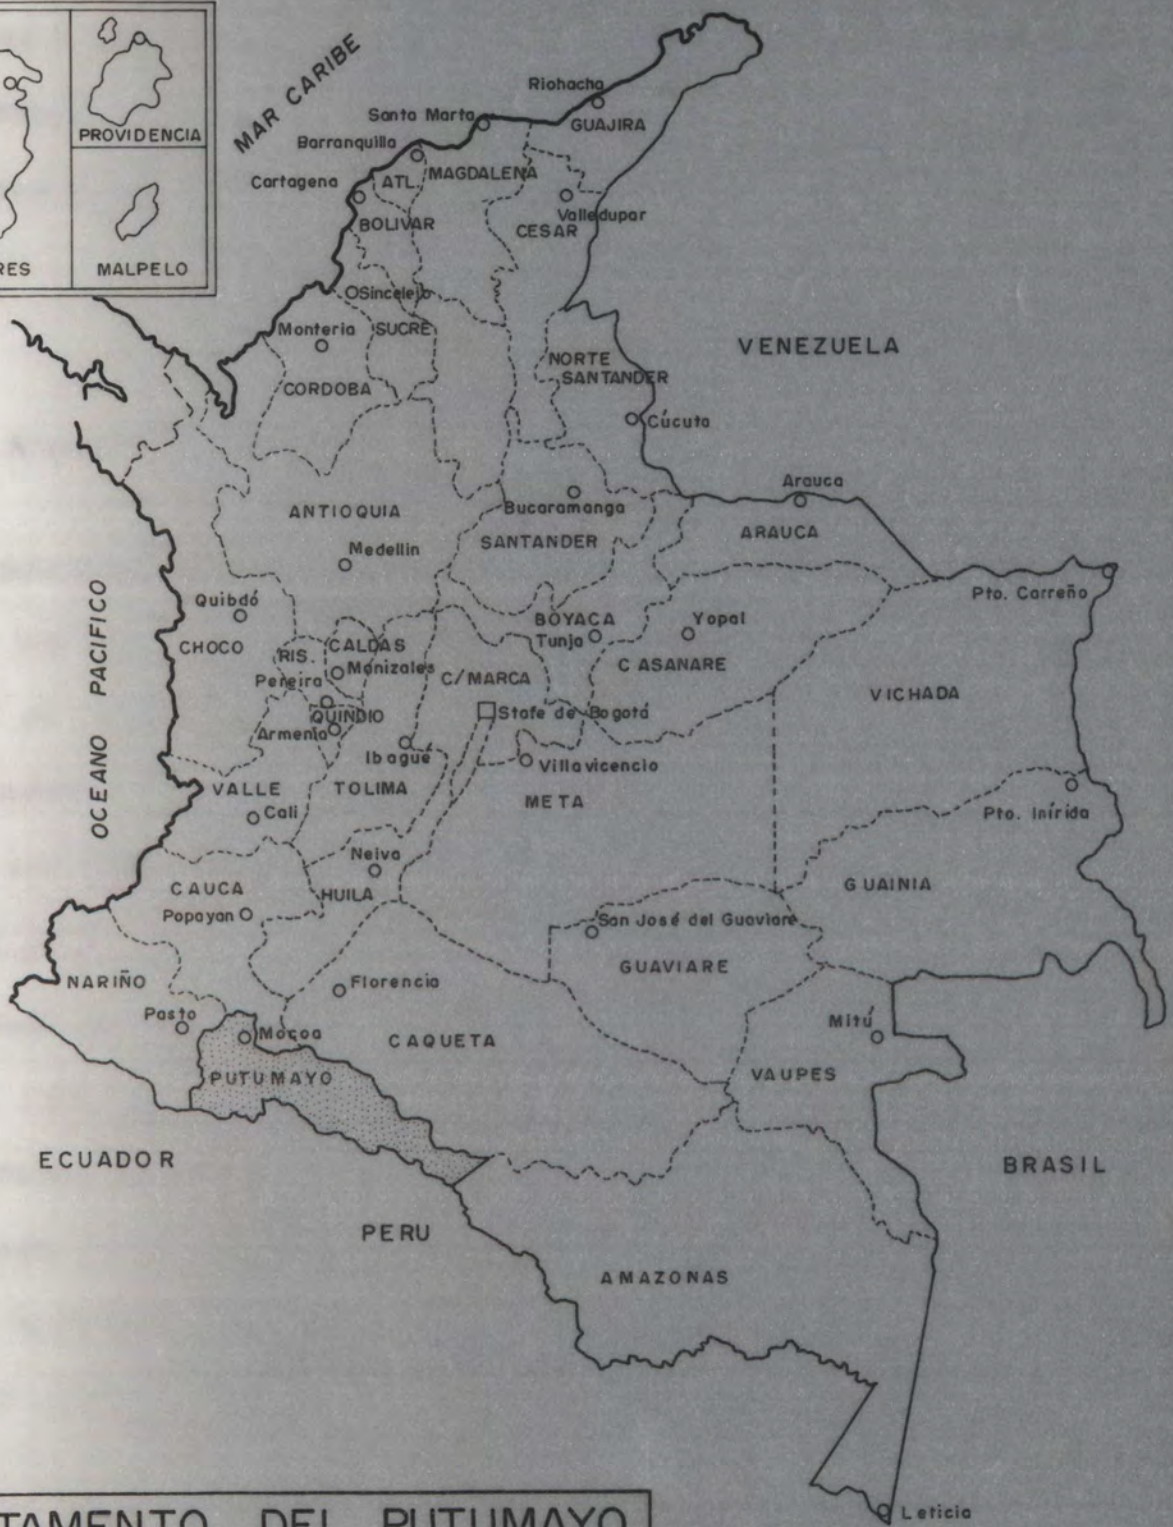 PROVIDENCIA
RES
MALPELO
MAR CARIBE
Riohacha
GUAJIRA
Santa Marta
Barranquilla
MAGDALENA
ATL.
Cartagena
Valledupar
BOLIVAR
CESAR
Sincelejo
Monteria
SUCRE
VENEZUELA
NORTE
SANTANDER
CORDOBA
Cúcuta
Arauca
ANTIOQUIA
Bucaramanga
ARAUCA
SANTANDER
Medellin
Pto. Carreño
Quibdó
BOYACA
Yopal
Tunja
CHOCO
CALDAS
RIS.
Manizales
CASANARE
Pereira
C/MARCA
VICHADA
OCEANO PACIFICO
QUINDIO
Stafe de Bogotá
Armenia
Ibagué
Villavicencio
VALLE
TOLIMA
META
Cali
Pto. Inírida
Neiva
CAUCA
HUILA
GUAINIA
Popayan
San José del Guaviare
GUAVIARE
NARIÑO
Florencia
Pasto
Mocoa
CAQUETA
Mitú
PUTUMAYO
VAUPES
ECUADOR
BRASIL
PERU
AMAZONAS
TAMENTO DEL PUTUMAYO
Leticia